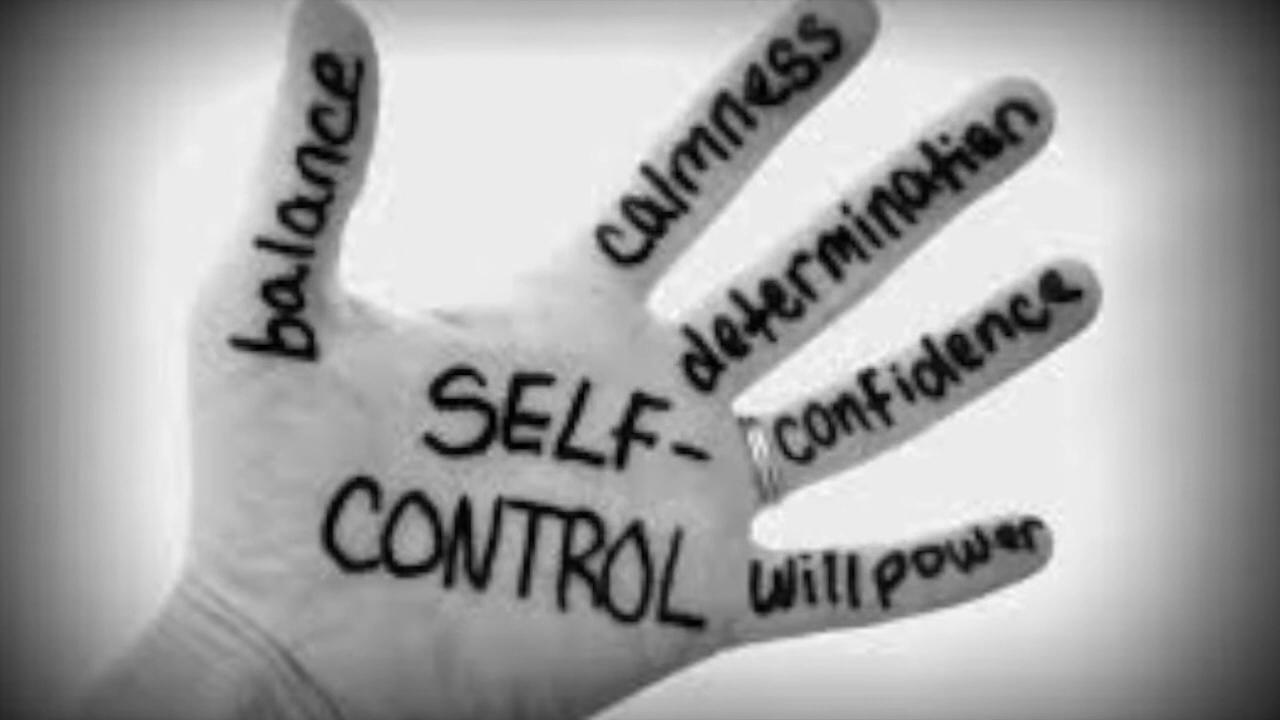 balance
calmness
determination
confidence
Willpower
SELF-
CONTROL